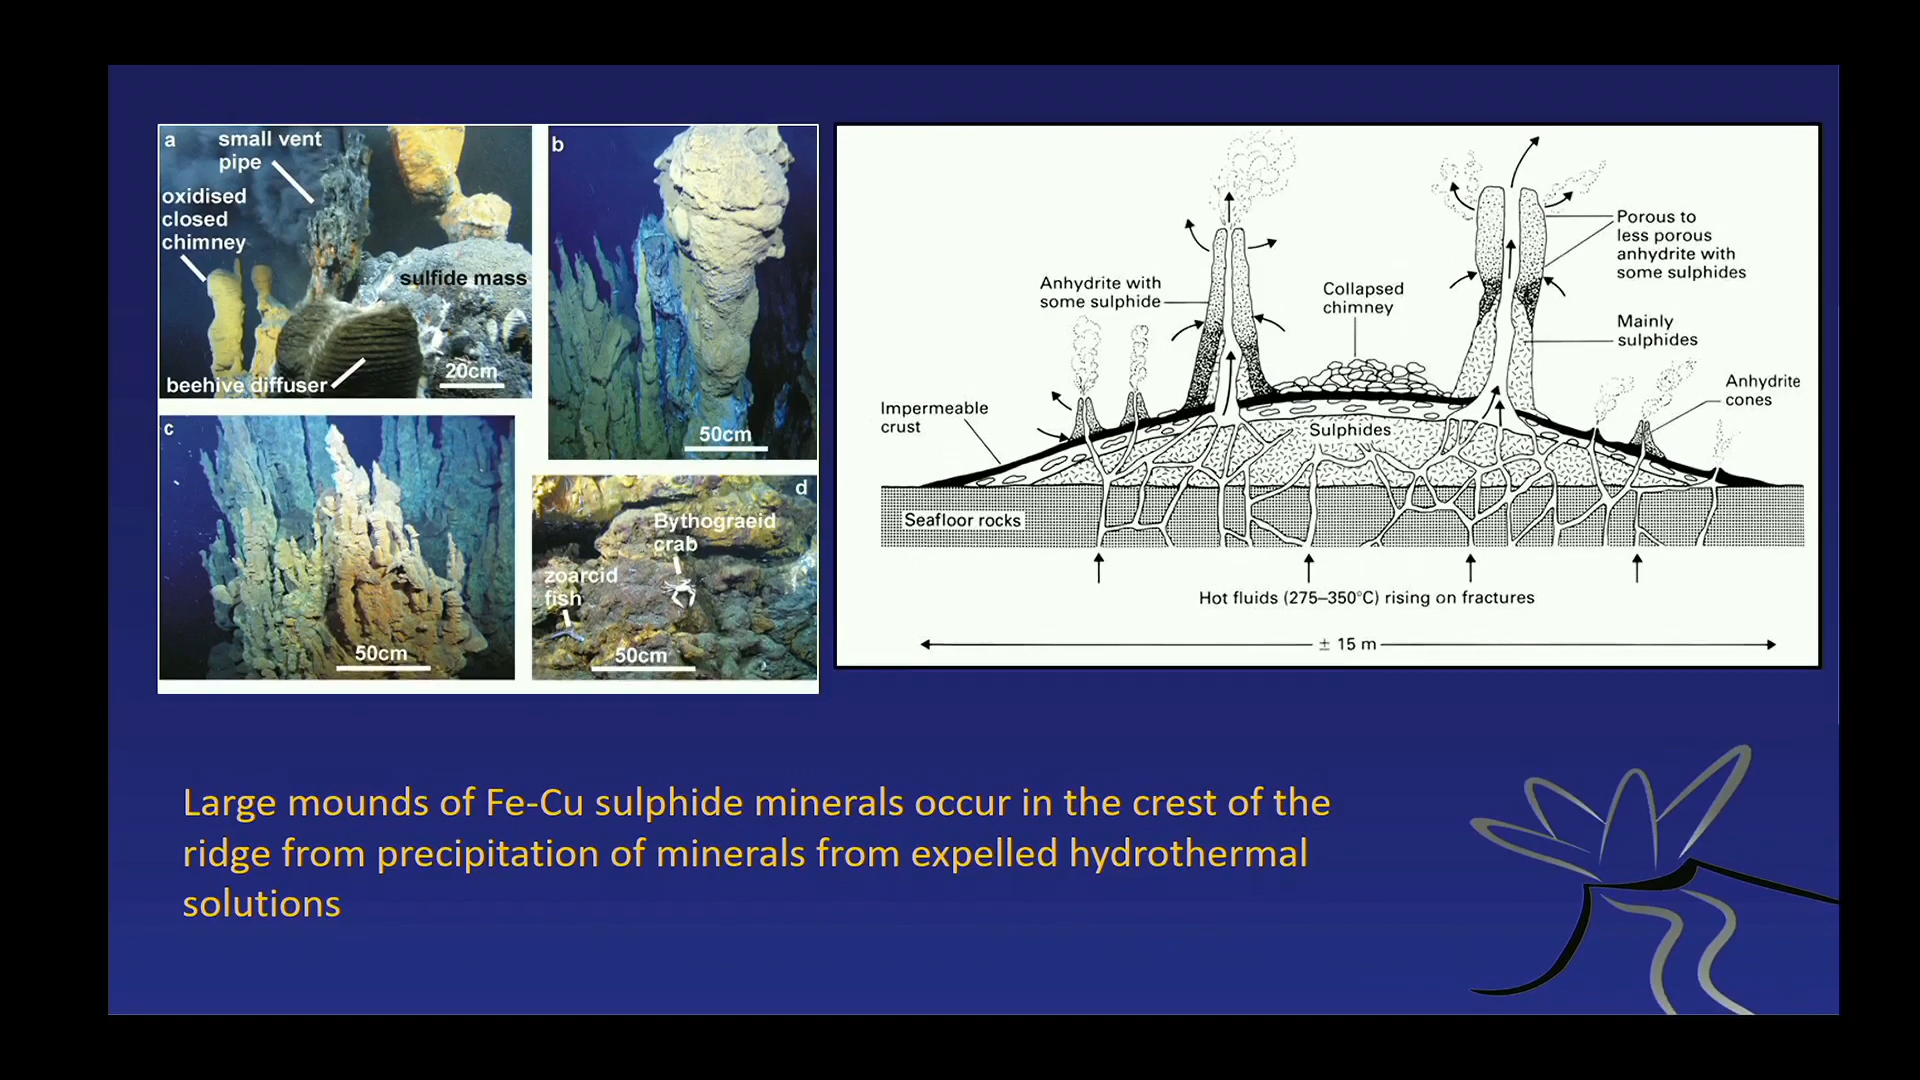 a
small vent
pipe
oxidised
closed
chimney
sulfide mass
beehive diffuser
20cm
b
50cm
c
50cm
d
Bythograeid
crab
zoarcid
fish
50cm
Anhydrite with
some sulphide
Collapsed
chimney
Porous to
less porous
anhydrite with
some sulphides
Mainly
sulphides
Anhydrite
cones
Impermeable
crust
Sulphides
Seafloor rocks
Hot fluids (275–350°C) rising on fractures
± 15 m
Large mounds of Fe-Cu sulphide minerals occur in the crest of the
ridge from precipitation of minerals from expelled hydrothermal
solutions